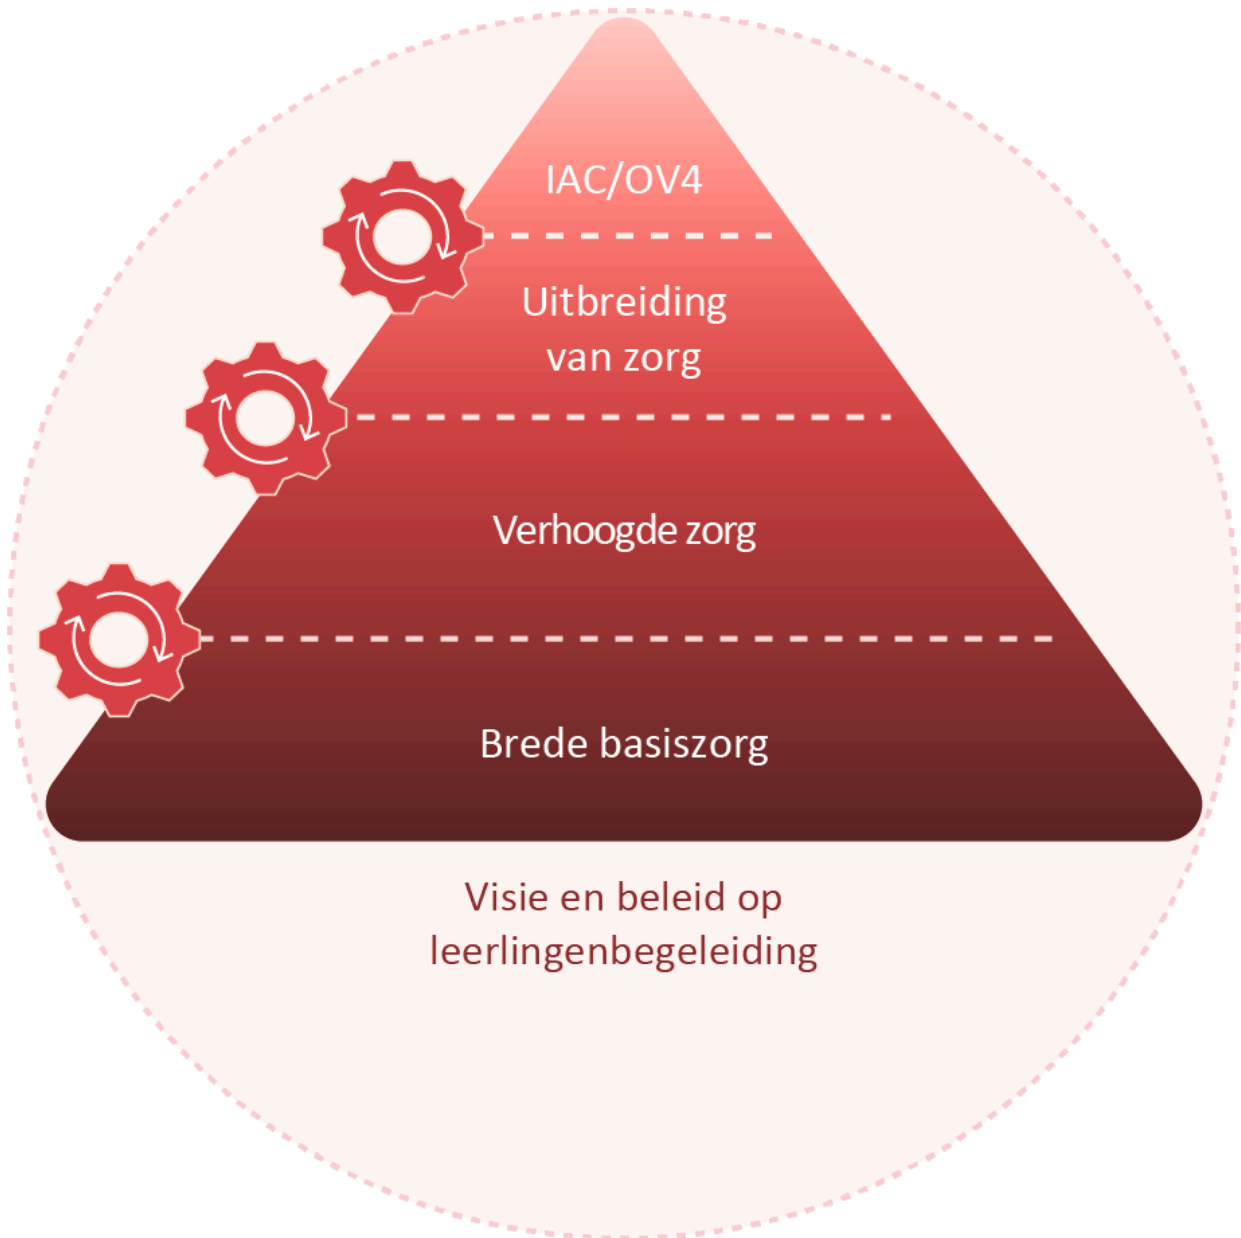 IAC/OV4
Uitbreiding
van zorg
Verhoogde zorg
Brede basiszorg
Visie en beleid op
leerlingenbegeleiding